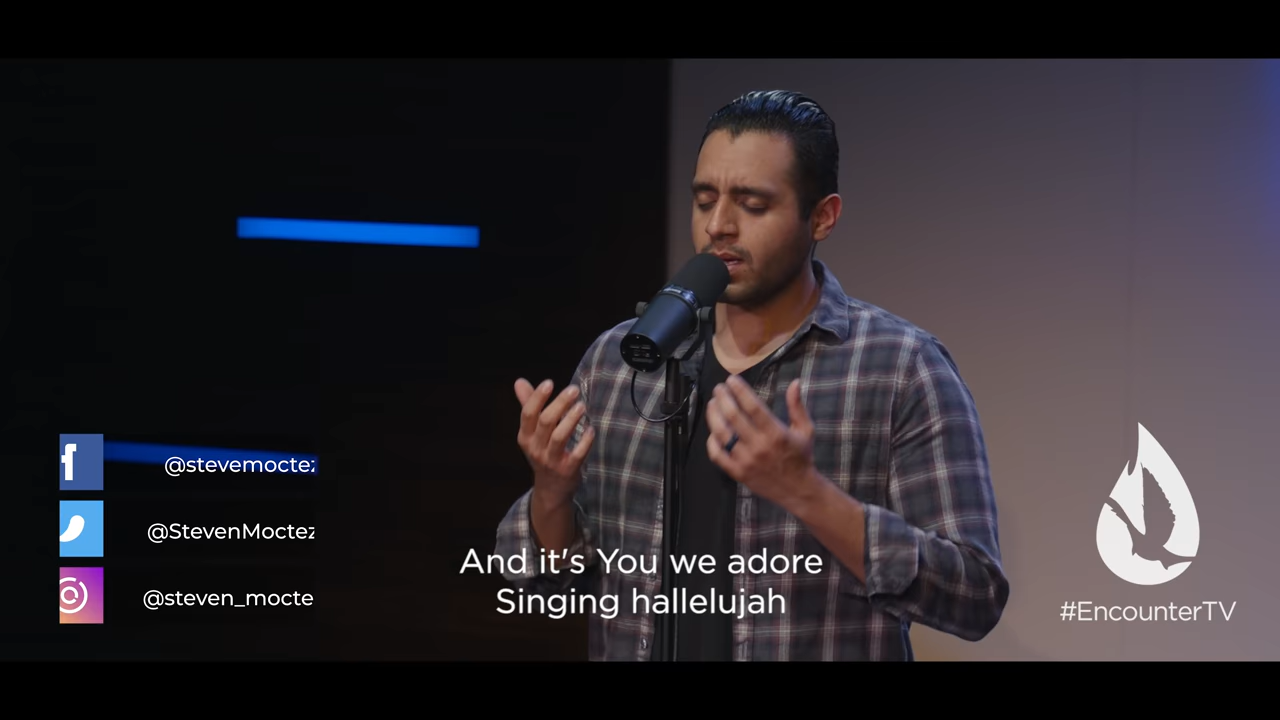 @stevemoctez
@StevenMoctez
@steven_mocte
And it's You we adore
Singing hallelujah
#EncounterTV